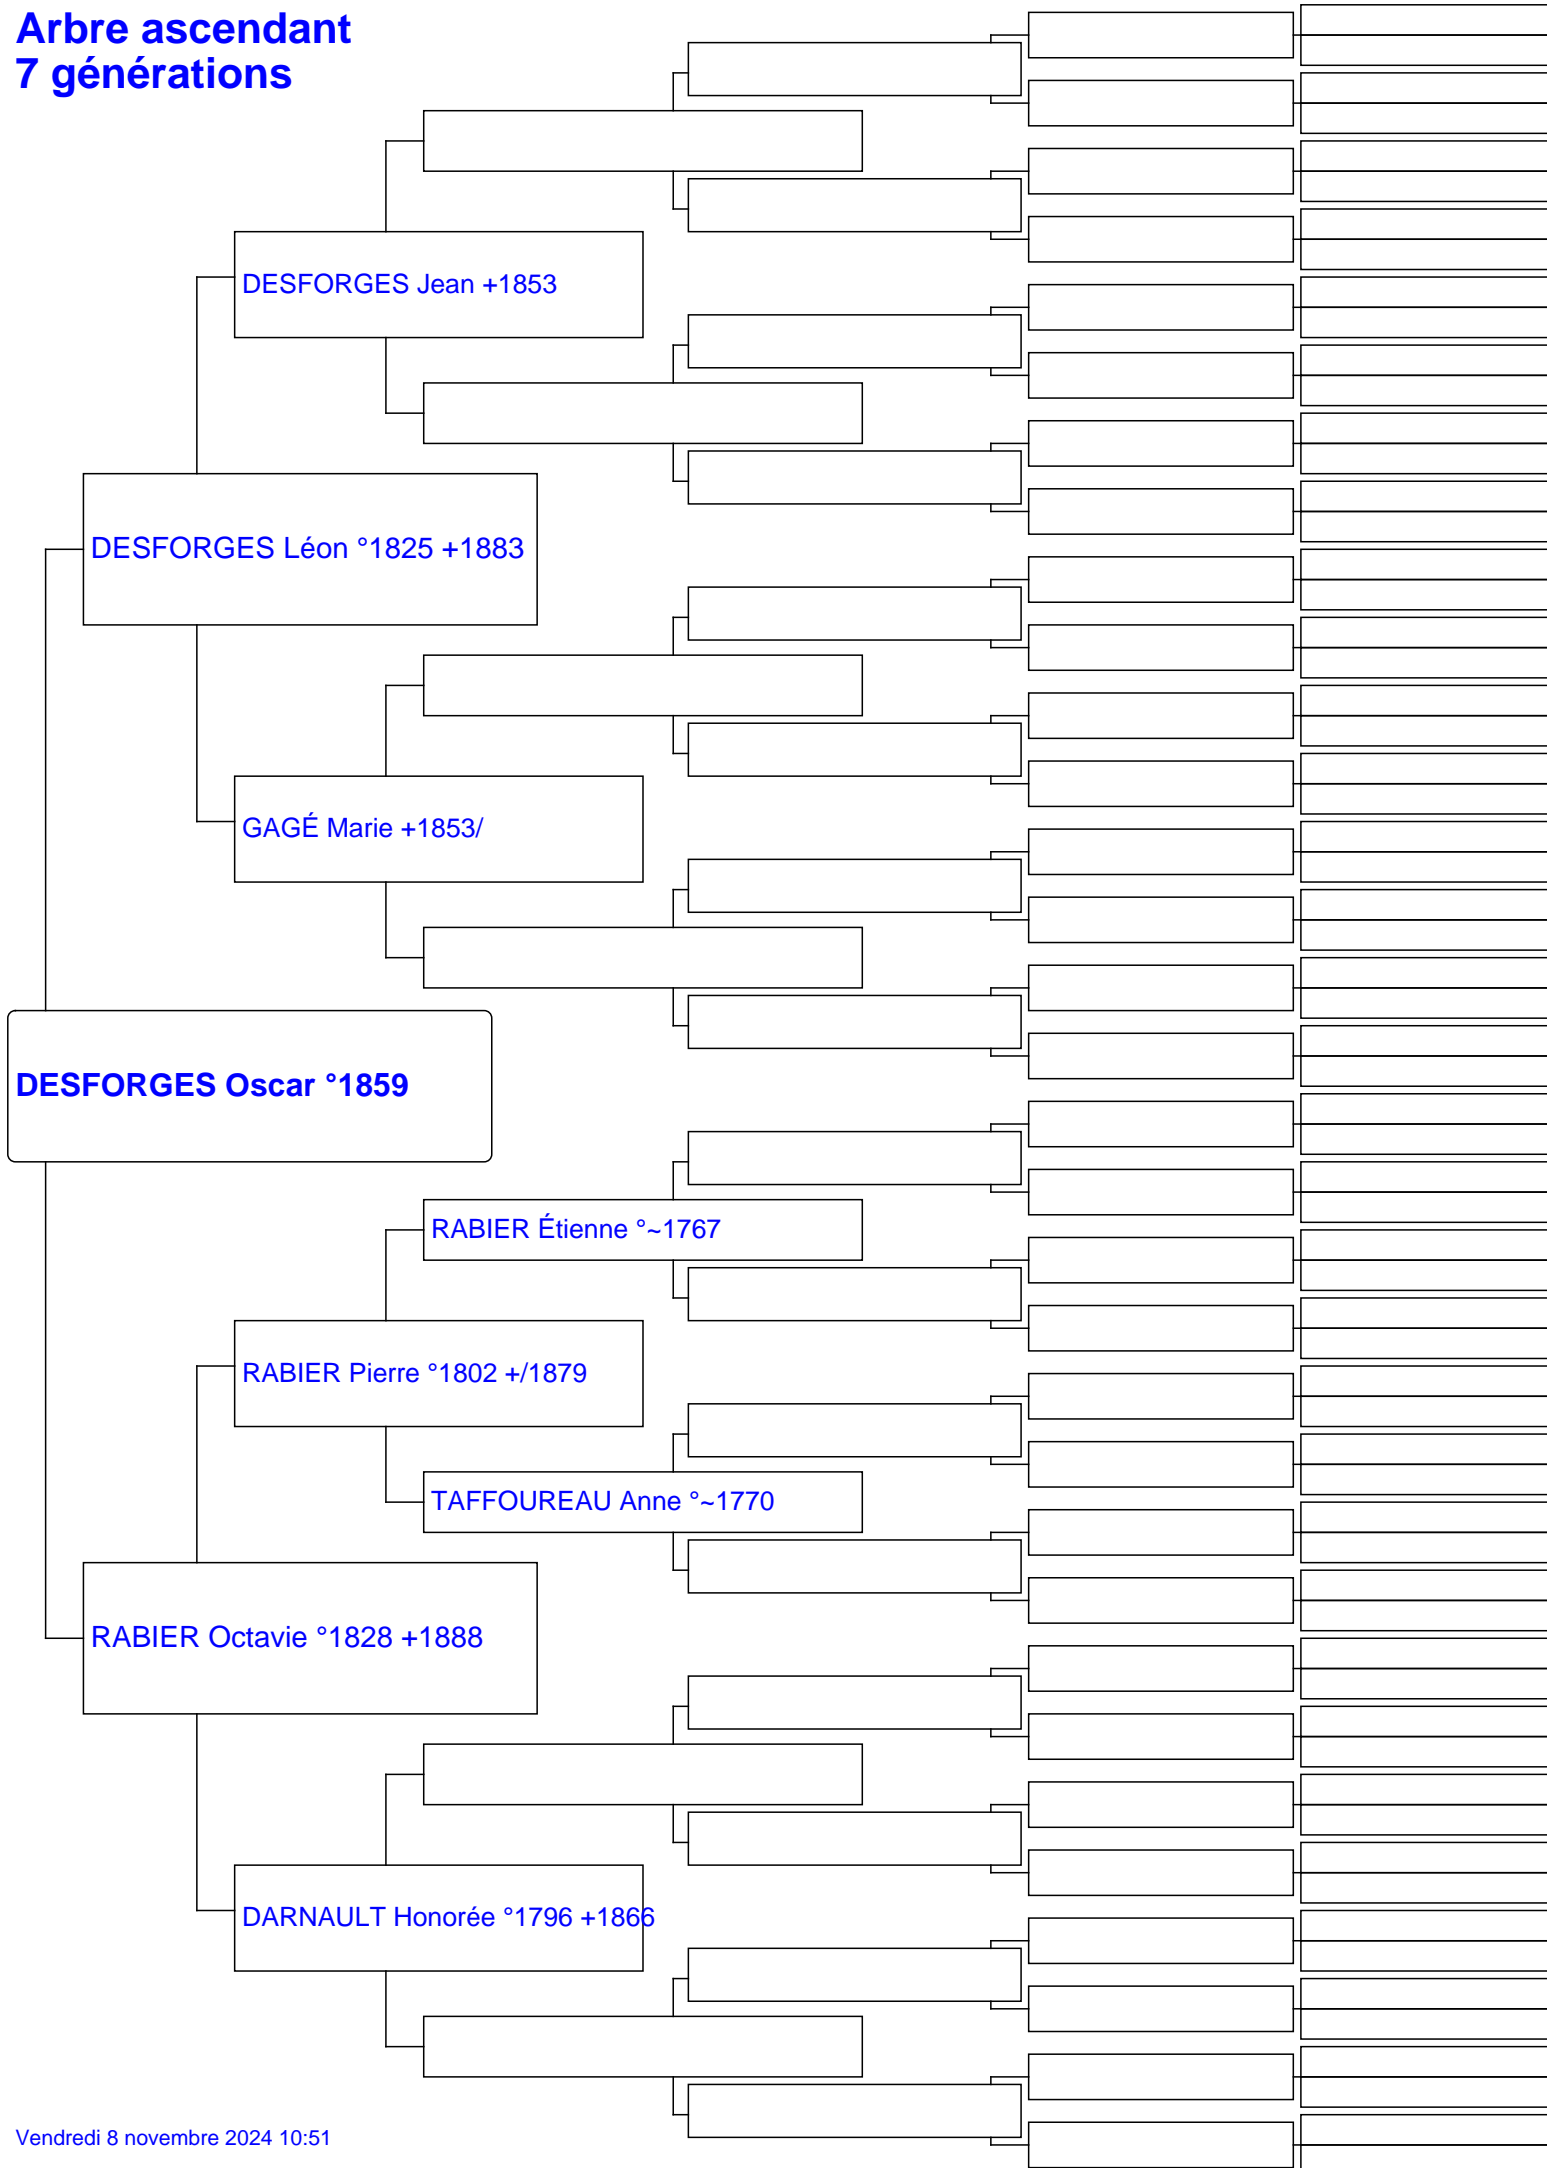 Arbre ascendant
7 générations
DESFORGES Jean +1853
DESFORGES Léon °1825 +1883
GAGÉ Marie +1853/
DESFORGES Oscar °1859
RABIER Étienne °~1767
RABIER Pierre °1802 +/1879
TAFFOUREAU Anne °~1770
RABIER Octavie °1828 +1888
DARNAULT Honorée °1796 +1866
Vendredi 8 novembre 2024 10:51